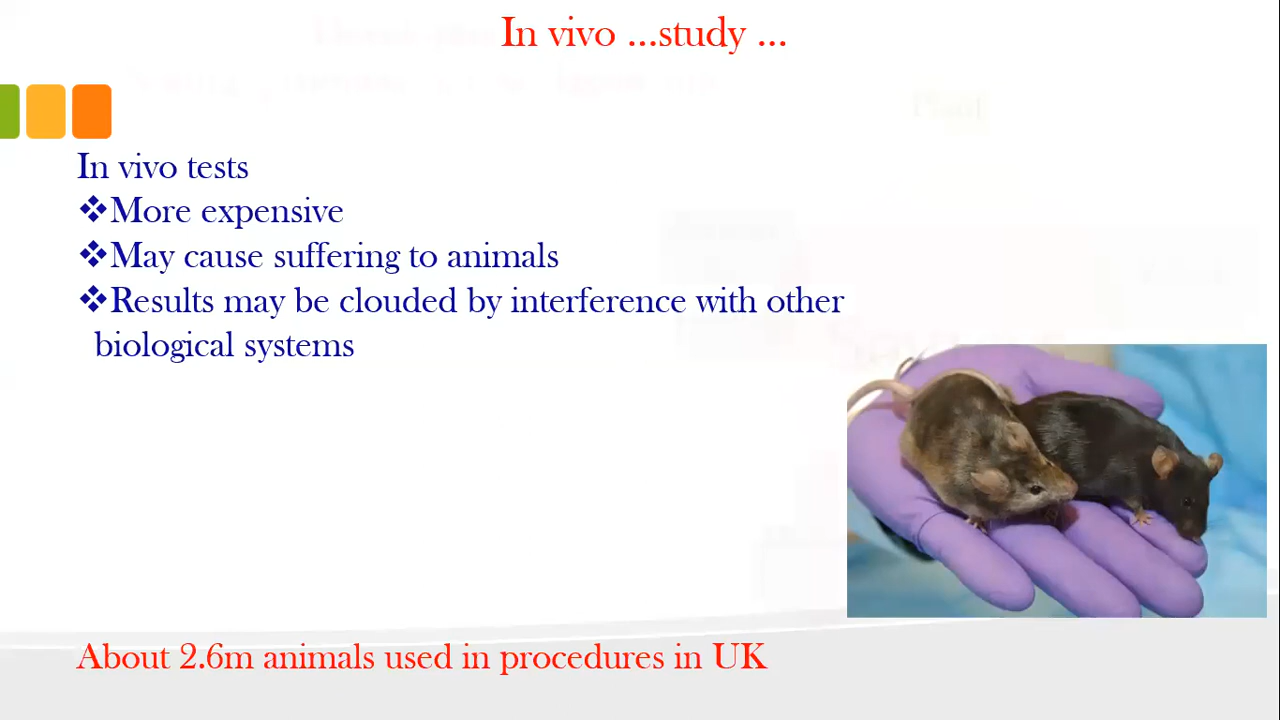 In vivo ...study ...
In vivo tests
❖More expensive
❖May cause suffering to animals
❖Results may be clouded by interference with other
biological systems
About 2.6m animals used in procedures in UK